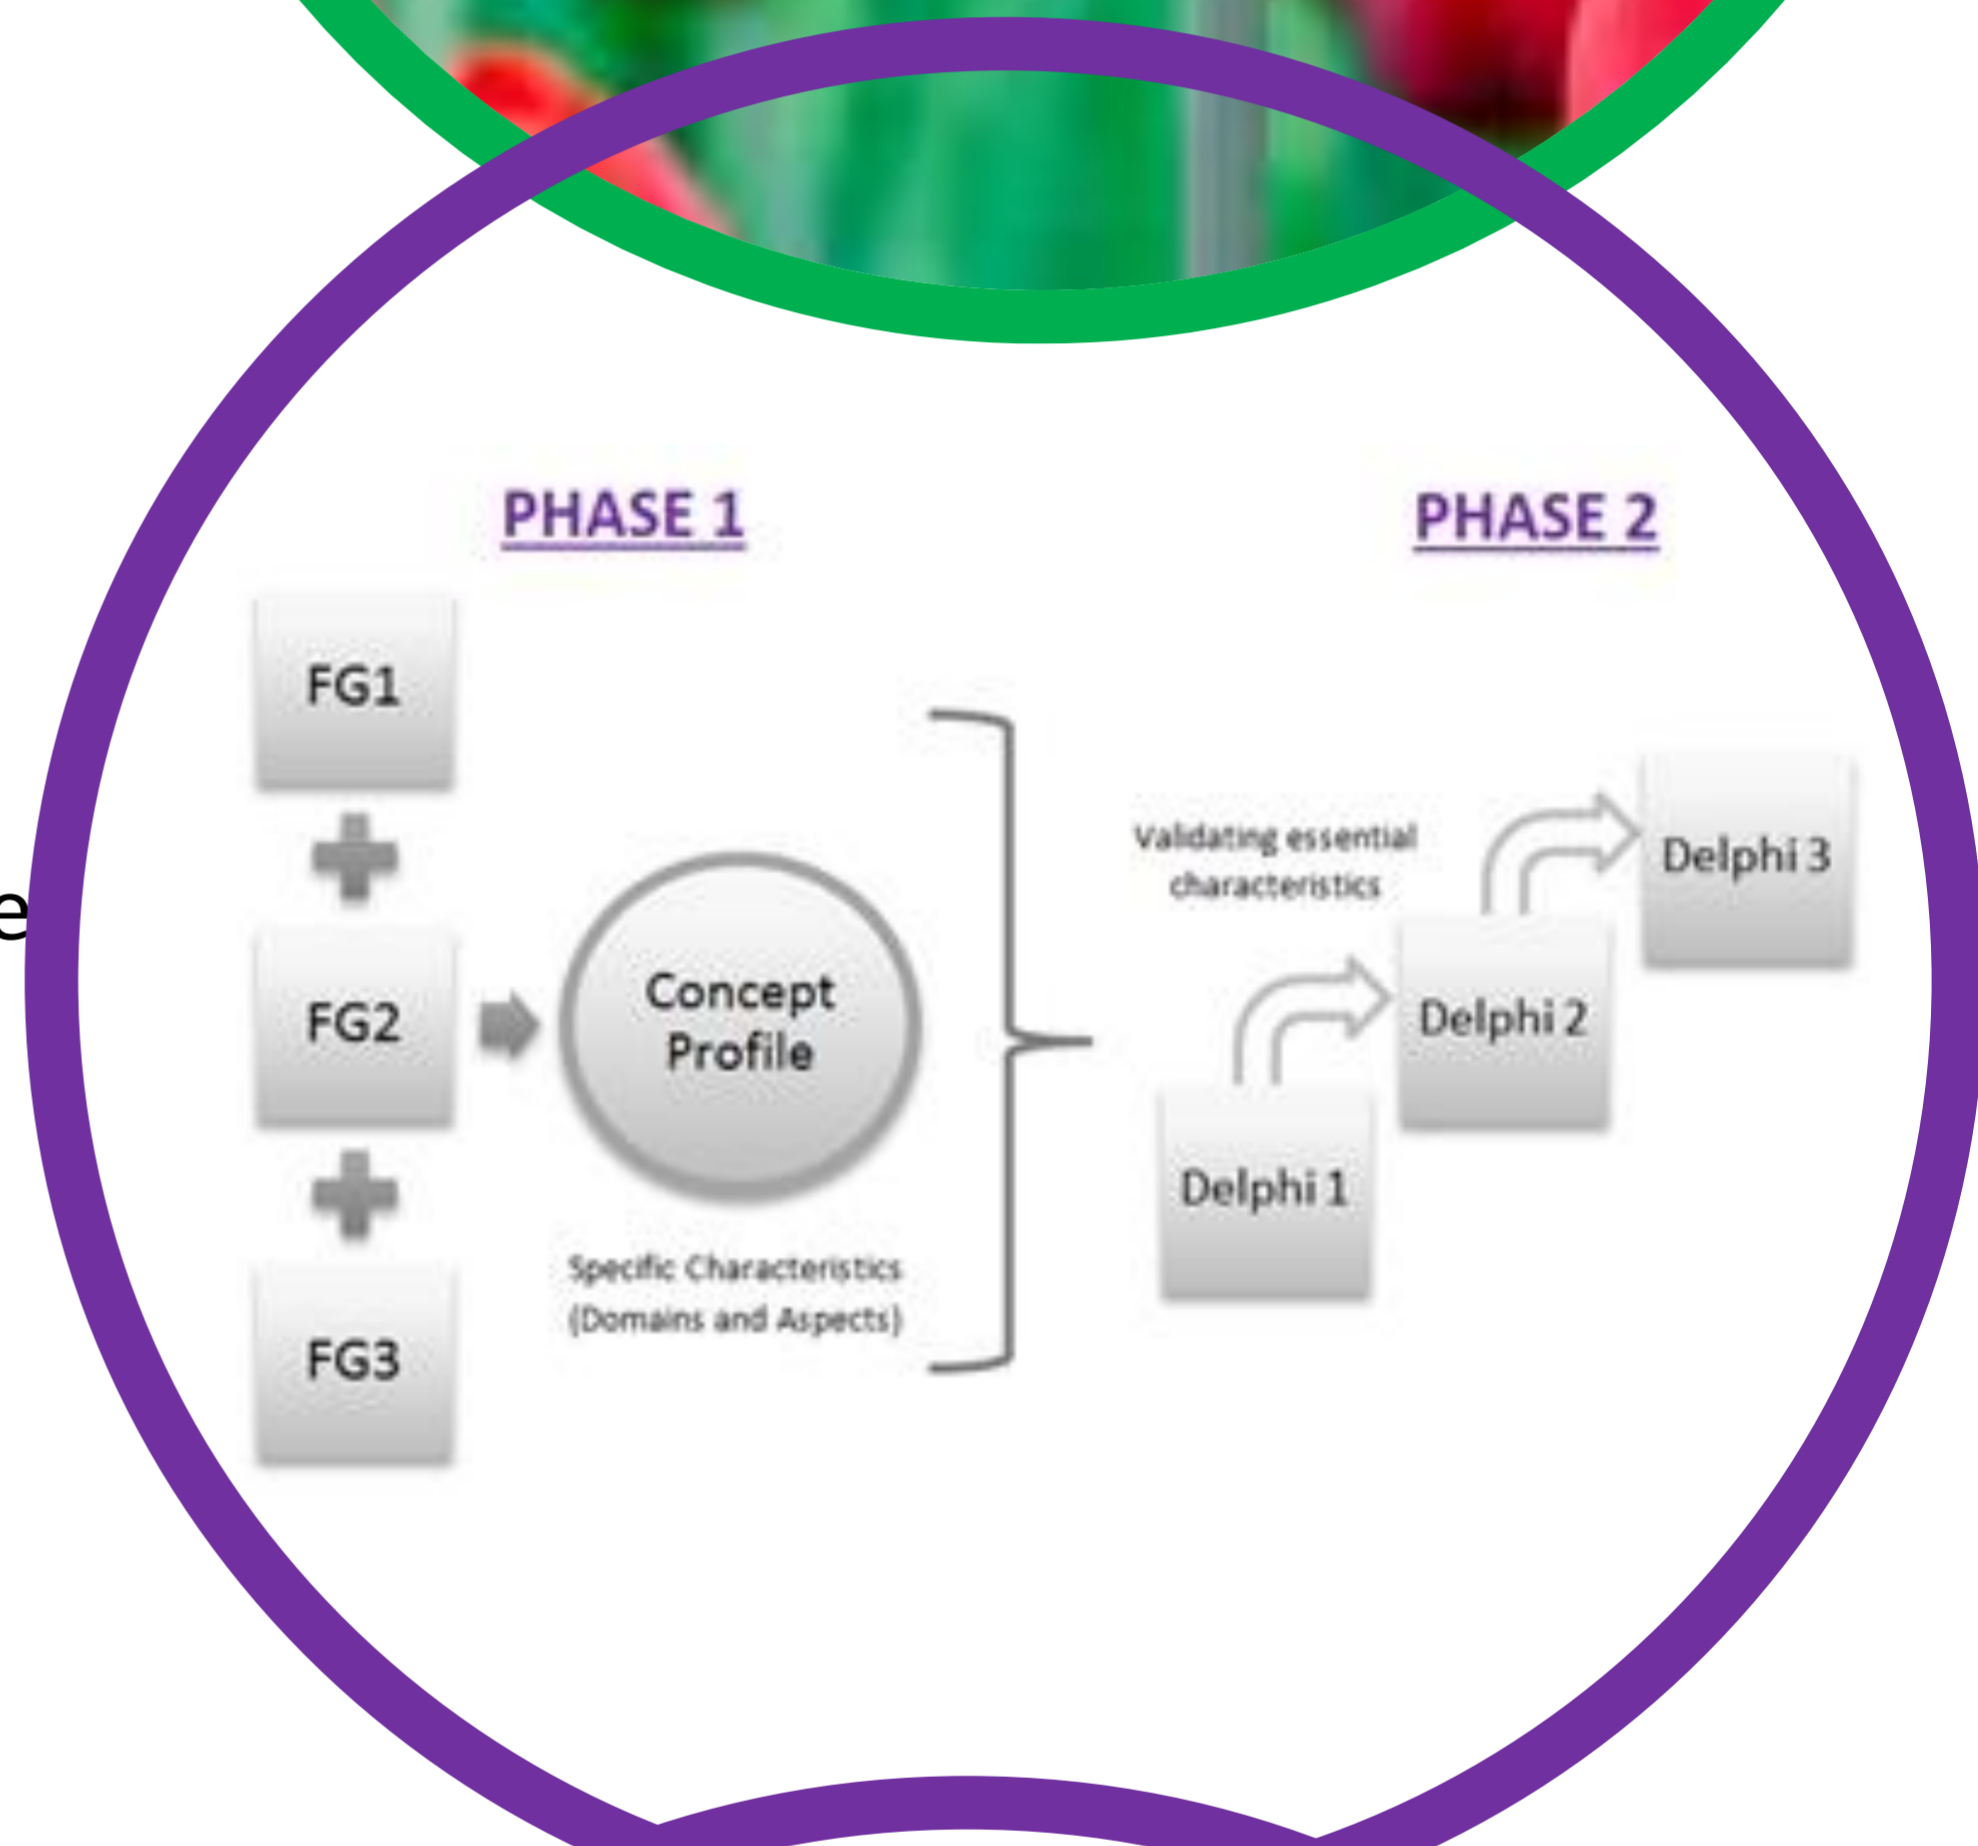 PHASE 1
PHASE 2
FG1
FG2
FG3
Concept
Profile
Specific Characteristics
(Domains and Aspects)
Validating essential
characteristics
Delphi 1
Delphi 2
Delphi 3
e